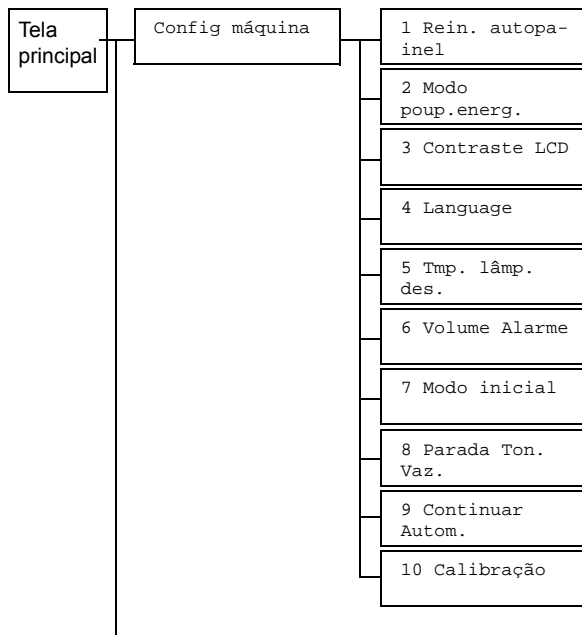 Tela
principal
Config máquina
1 Rein. autopa-
inel
2 Modo
poup.energ.
3 Contraste LCD
4 Language
5 Tmp. lâmp.
des.
6 Volume Alarme
7 Modo inicial
8 Parada Ton.
Vaz.
9 Continuar
Autom.
10 Calibração